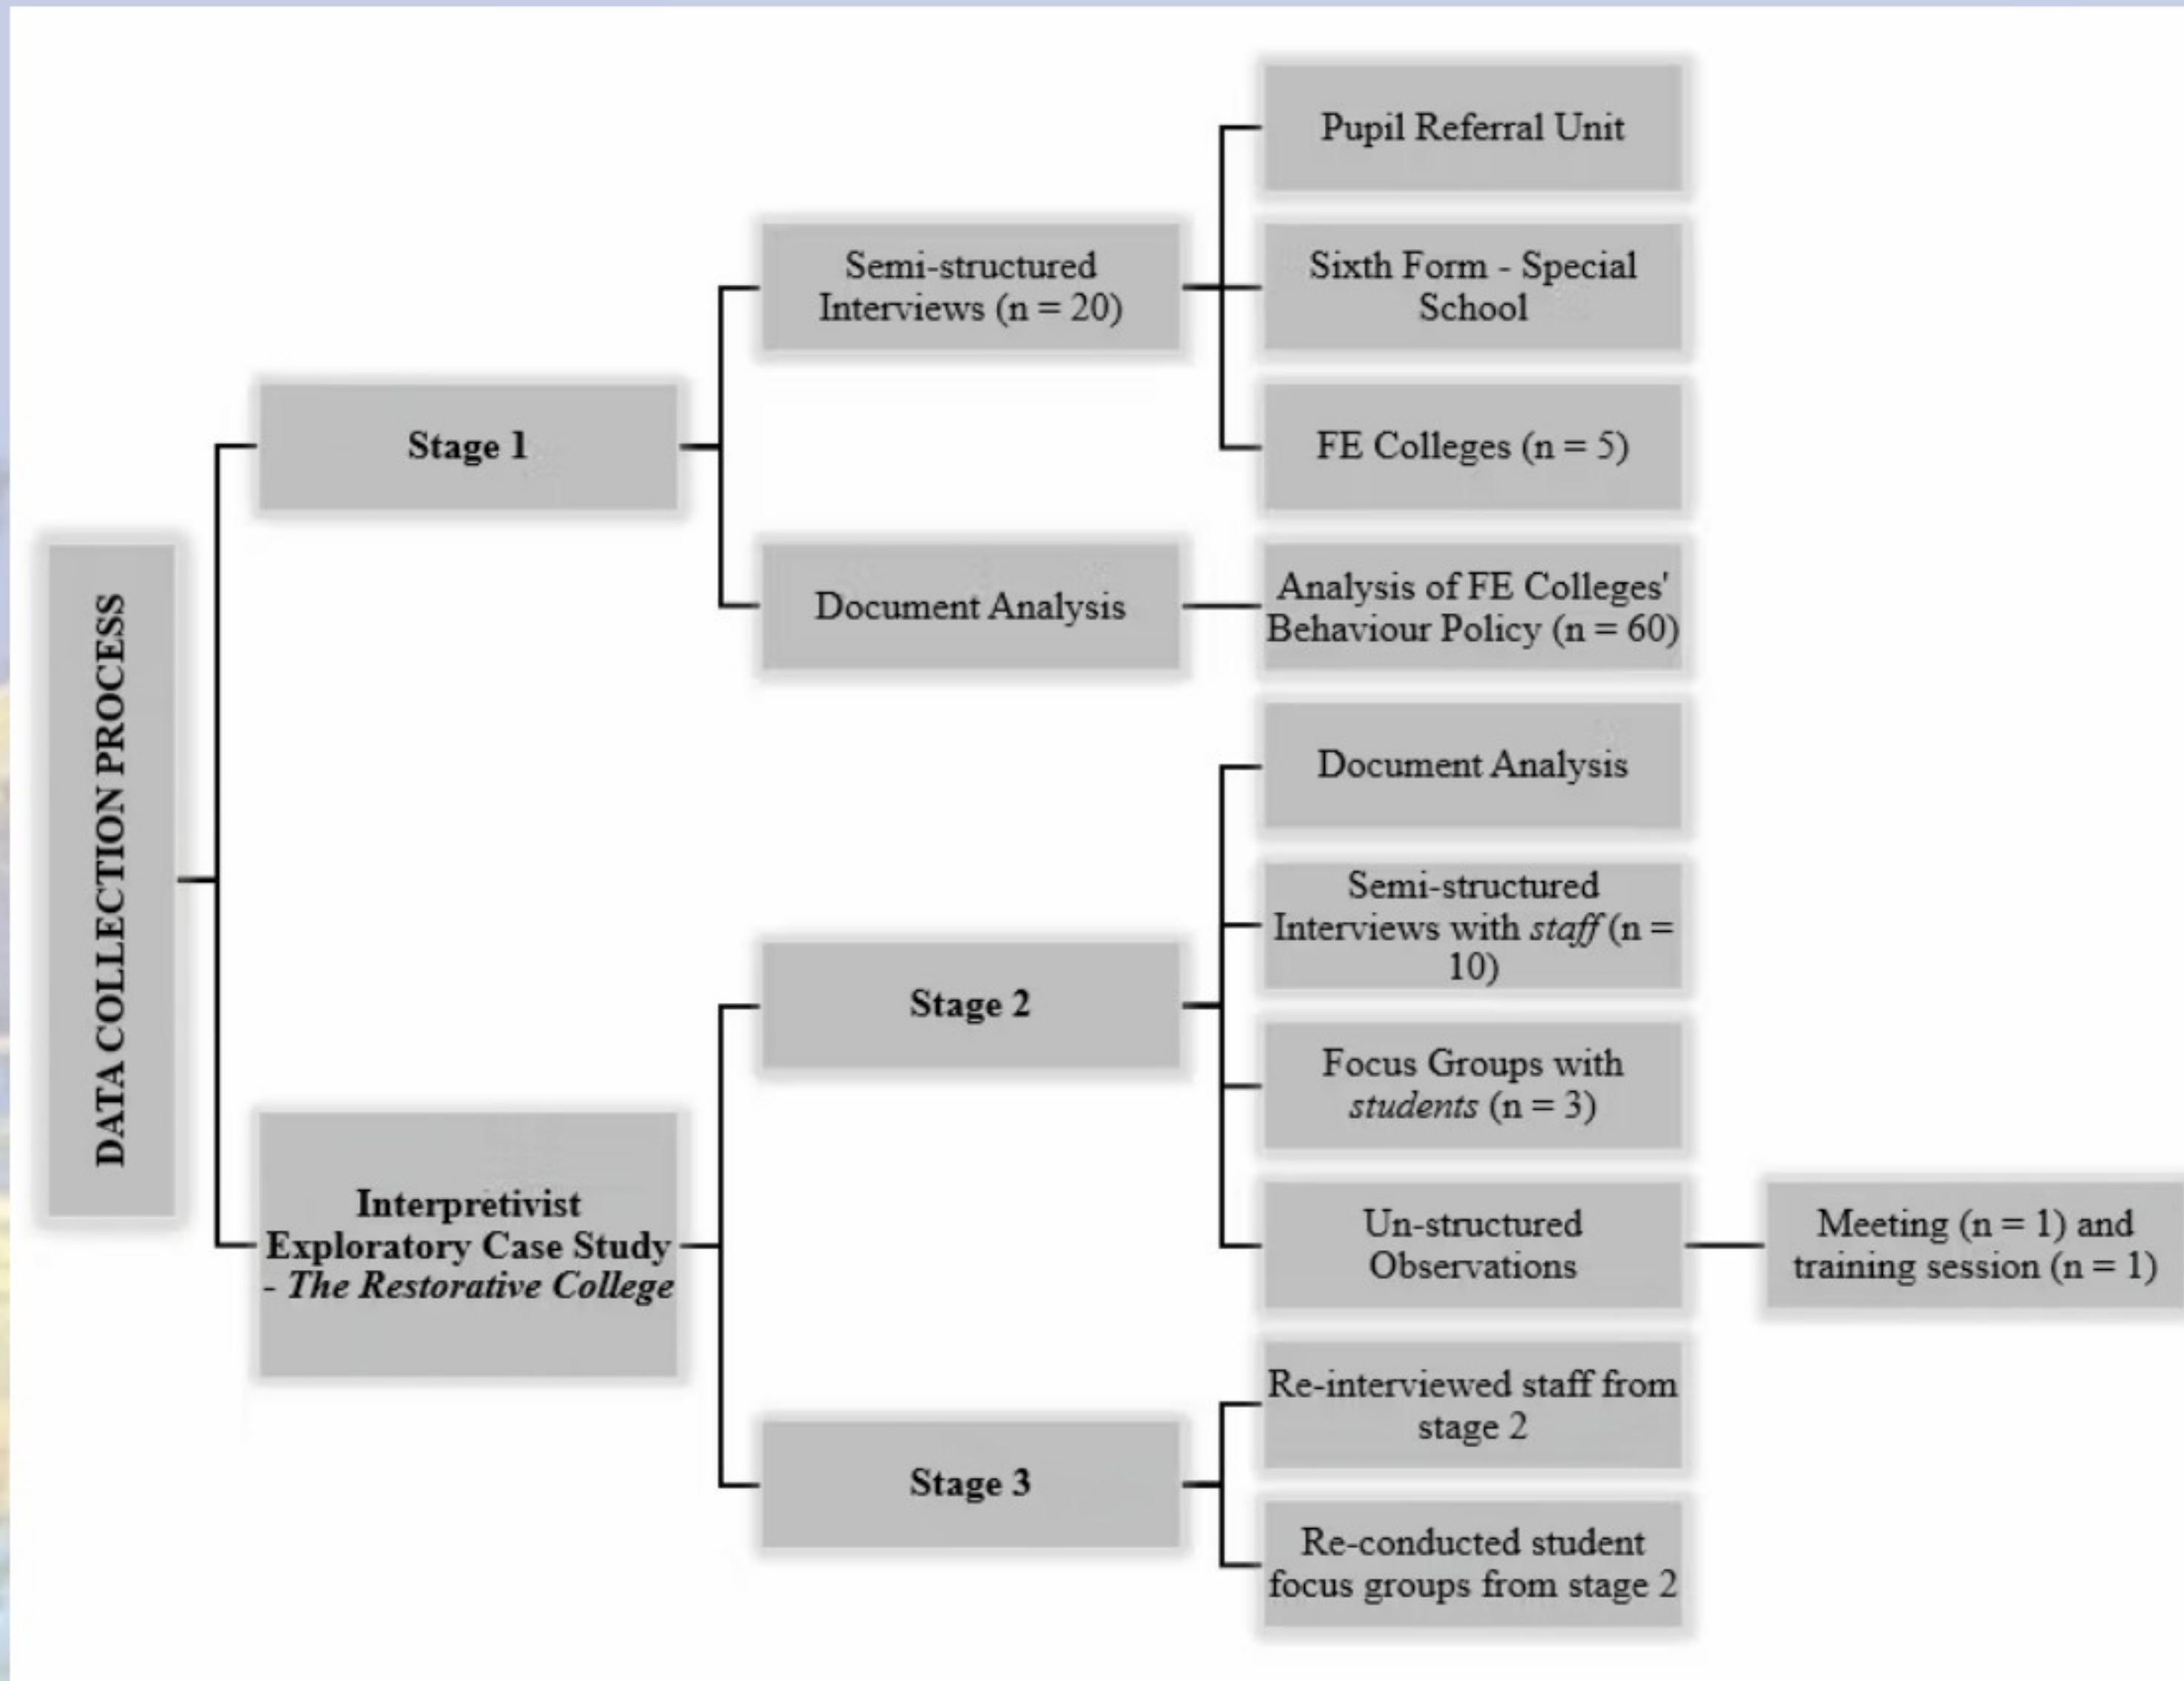 DATA COLLECTION PROCESS
Stage 1
Semi-structured
Interviews (n = 20)
Pupil Referral Unit
Sixth Form - Special
School
FE Colleges (n = 5)
Document Analysis
Analysis of FE Colleges'
Behaviour Policy (n = 60)
Interpretivist
Exploratory Case Study
- The Restorative College
Stage 2
Document Analysis
Semi-structured
Interviews with staff (n =
10)
Focus Groups with
students (n = 3)
Un-structured
Observations
Meeting (n = 1) and
training session (n = 1)
Stage 3
Re-interviewed staff from
stage 2
Re-conducted student
focus groups from stage 2